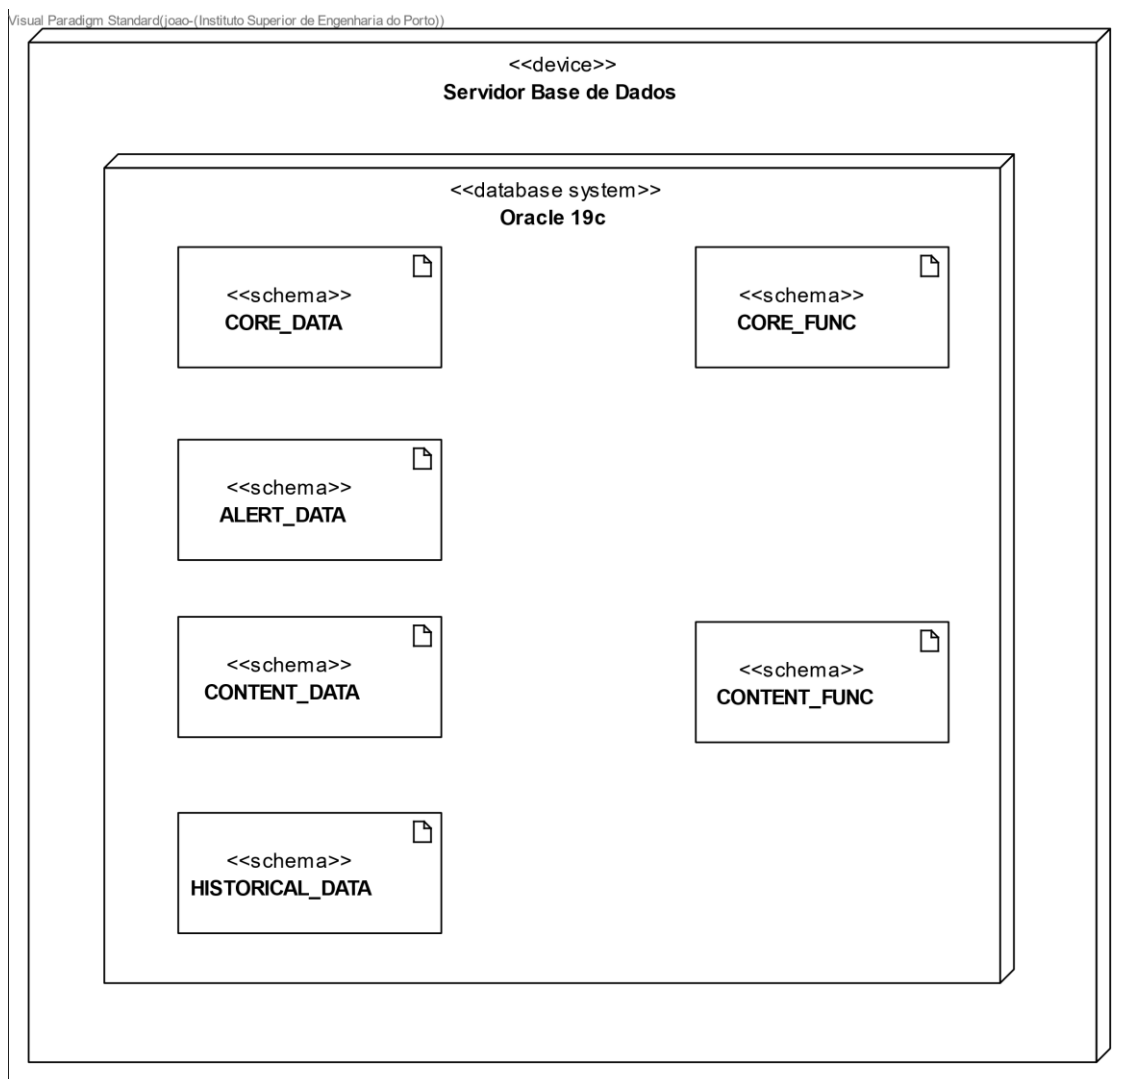 Visual Paradigm Standard(joao-(Instituto Superior de Engenharia do Porto))
<<device>>
Servidor Base de Dados
<<database system>>
Oracle 19c
<<schema>>
CORE_DATA
<<schema>>
CORE_FUNC
<<schema>>
ALERT_DATA
<<schema>>
CONTENT_DATA
<<schema>>
CONTENT_FUNC
<<schema>>
HISTORICAL_DATA